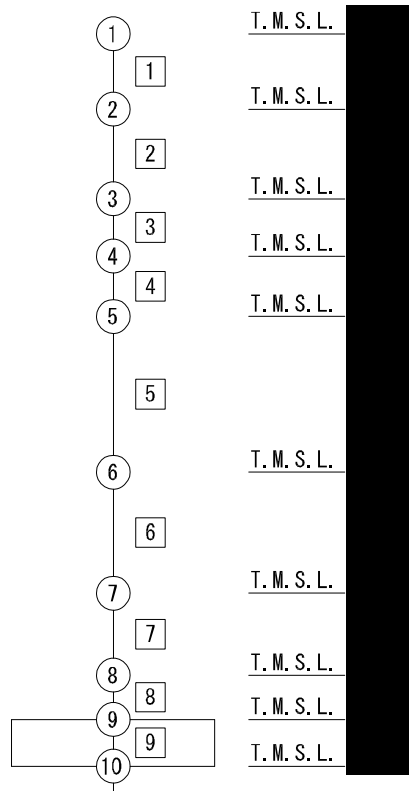 ① T.M.S.L.
1
② T.M.S.L.
2
③ T.M.S.L.
3
④ T.M.S.L.
4
⑤ T.M.S.L.
5
⑥ T.M.S.L.
6
⑦ T.M.S.L.
7
⑧ T.M.S.L.
8
⑨ T.M.S.L.
9
⑩ T.M.S.L.